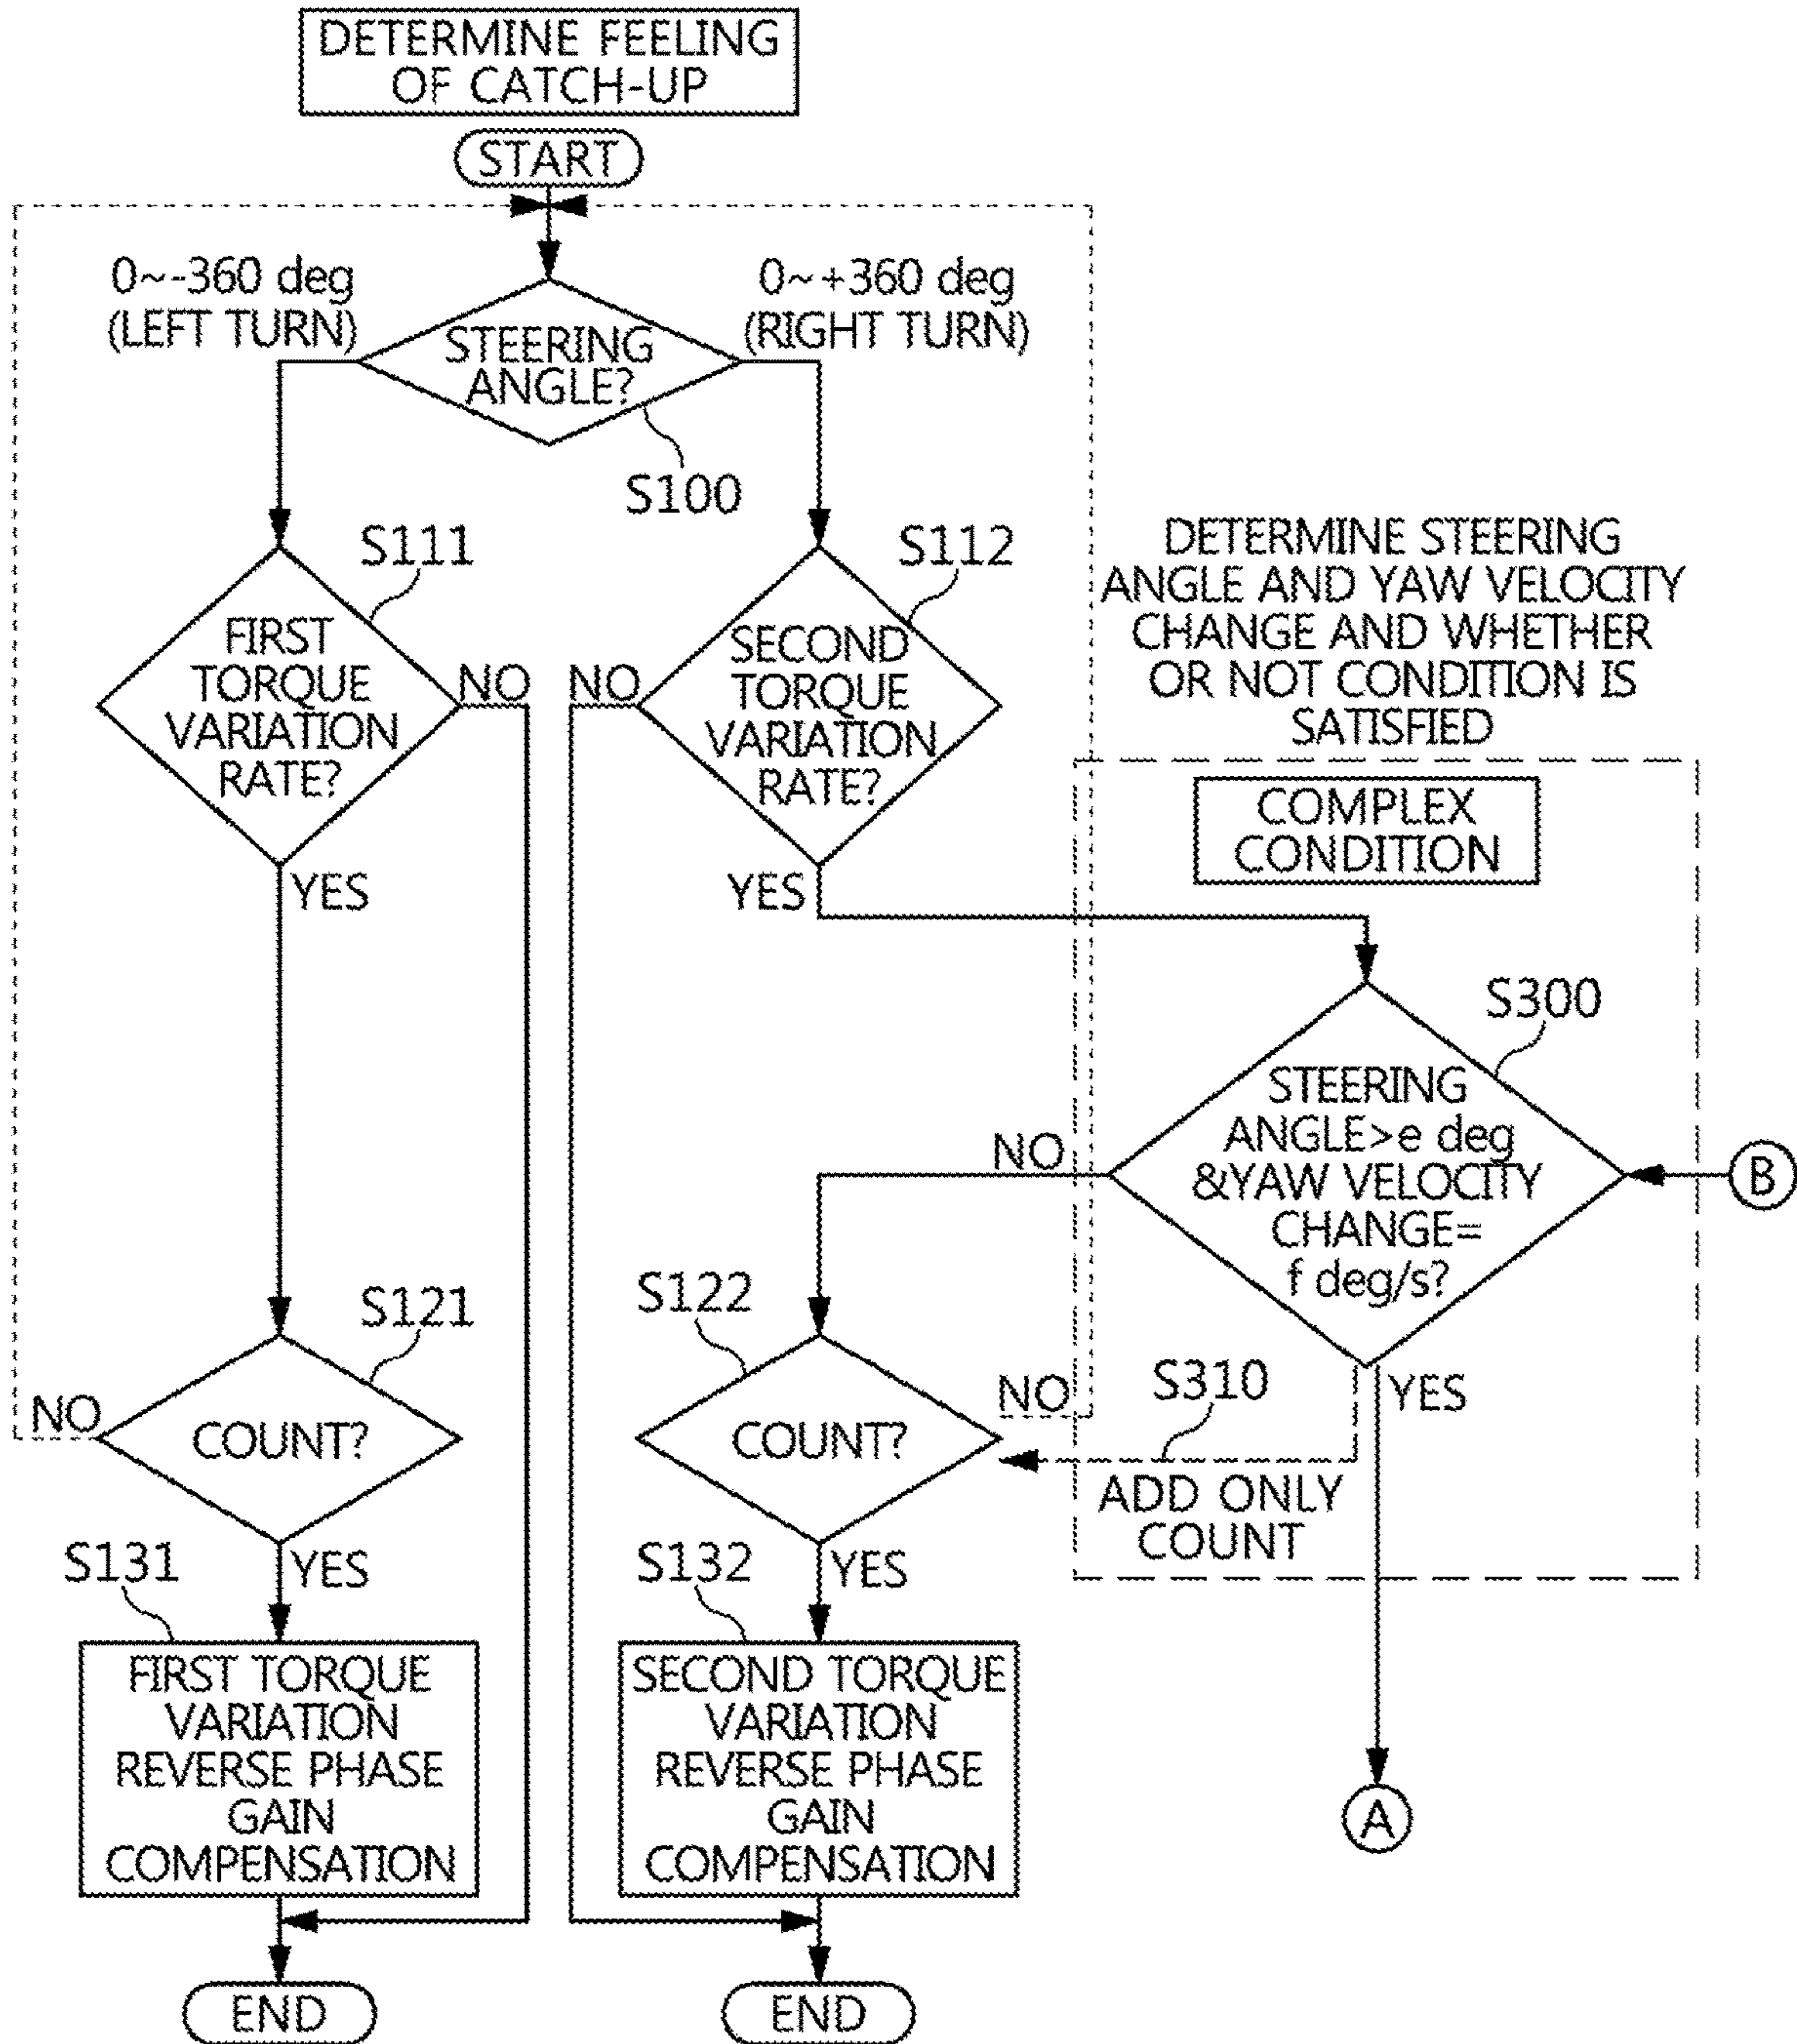 DETERMINE FEELING
OF CATCH-UP
START
0~-360 deg
(LEFT TURN)
0~+360 deg
(RIGHT TURN)
STEERING
ANGLE?
S100
S111
FIRST
TORQUE
VARIATION
RATE?
NO
YES
S112
SECOND
TORQUE
VARIATION
RATE?
NO
YES
DETERMINE STEERING
ANGLE AND YAW VELOCITY
CHANGE AND WHETHER
OR NOT CONDITION IS
SATISFIED
COMPLEX
CONDITION
S300
STEERING
ANGLE>e deg
&YAW VELOCITY
CHANGE=
f deg/s?
NO
B
YES
S121
COUNT?
NO
YES
S122
COUNT?
NO
YES
S310
ADD ONLY
COUNT
S131
FIRST TORQUE
VARIATION
REVERSE PHASE
GAIN
COMPENSATION
S132
SECOND TORQUE
VARIATION
REVERSE PHASE
GAIN
COMPENSATION
A
END
END